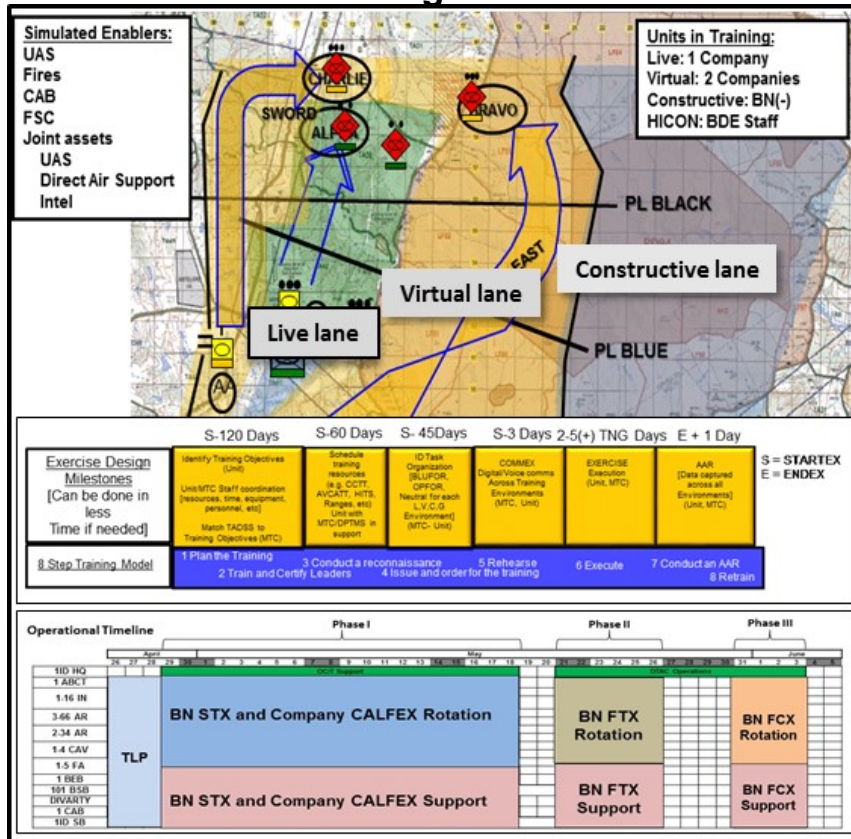 Simulated Enablers:
UAS
Fires
CAB
FSC
Joint assets
UAS
Direct Air Support
Intel
Units in Training:
Live: 1 Company
Virtual: 2 Companies
Constructive: BN(-)
HICON: BDE Staff
CHARLIE
SWORD
BRAVO
PL BLACK
EAST
Constructive lane
Virtual lane
Live lane
PL BLUE
AA
S-120 Days
S-60 Days
S- 45Days
S-3 Days
2-5(+) TNG Days
E + 1 Day
Exercise Design
Milestones
[Can be done in
less
Time if needed]
Identify Training Objectives
(Unit)
Unit/MTC Staff coordination
[resources, time, equipment,
personnel, etc]
Match TADSS to
Training Objectives (MTC)
Schedule
training
resources
(e.g. CCTT,
AVCATT, HITS,
Ranges, etc)
Unit with
MTC/DPTMS in
support
ID Task
Organization
(BLUFOR,
OPFOR,
Neutral for each
L,V,C,G
Environment]
(MTC- Unit)
COMMEX
Digital/Voice comms
Across Training
Environments
(MTC, Unit)
EXERCISE
Execution
(Unit, MTC)
AAR
[Data captured
across all
Environments]
(Unit, MTC)
S = STARTEX
E = ENDEX
8 Step Training Model
1 Plan the Training
2 Train and Certify Leaders
3 Conduct a reconnaissance
4 Issue and order for the training
5 Rehearse
6 Execute
7 Conduct an AAR
8 Retrain
Operational Timeline
Phase I
Phase II
Phase III
April
May
June
26 27 28 29 30 1 2 3 4 5 6 7 8 9 10 11 12 13 14 15 16 17 18 19 20 21 22 23 24 25 26 27 28 29 30 31 1 2 3 4 5
1ID HQ
OC/T Support
DTAC Operations
1 ABCT
1-16 IN
3-66 AR
2-34 AR
1-4 CAV
1-5 FA
1 BEB
101 BSB
DIVARTY
1 CAB
1ID SB
TLP
BN STX and Company CALFEX Rotation
BN FTX
Rotation
BN FCX
Rotation
BN STX and Company CALFEX Support
BN FTX
Support
BN FCX
Support